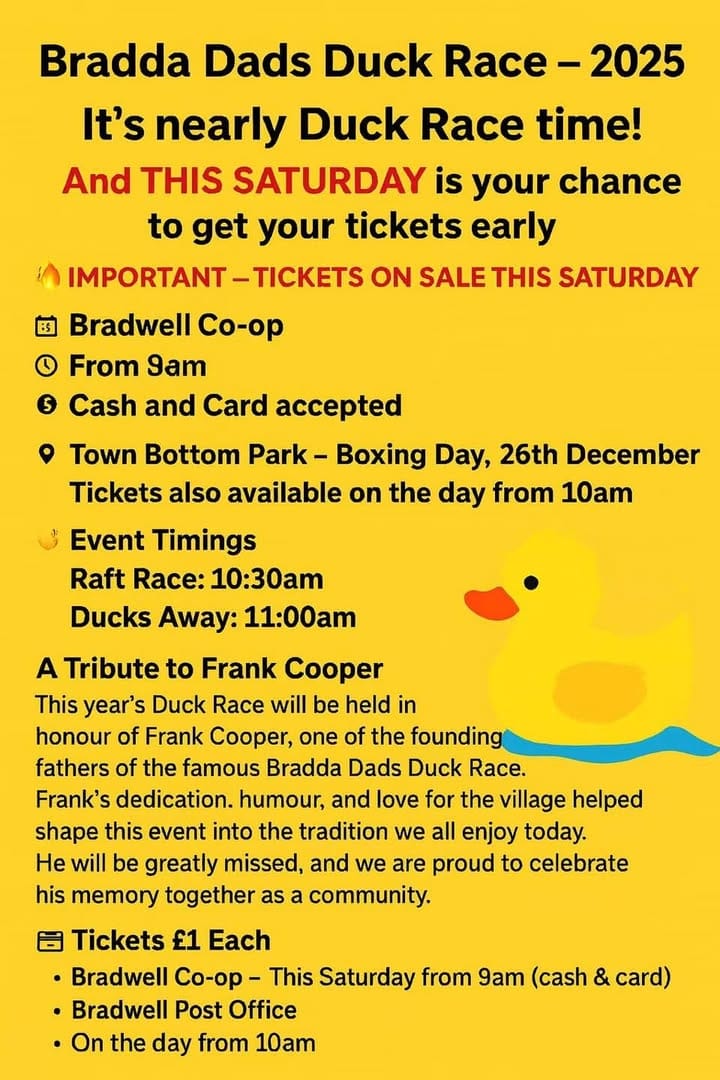 Bradda Dads Duck Race – 2025
It's nearly Duck Race time!
And THIS SATURDAY is your chance
to get your tickets early
IMPORTANT – TICKETS ON SALE THIS SATURDAY
Bradwell Co-op
From 9am
Cash and Card accepted
Town Bottom Park – Boxing Day, 26th December
Tickets also available on the day from 10am
Event Timings
Raft Race: 10:30am
Ducks Away: 11:00am
A Tribute to Frank Cooper
This year's Duck Race will be held in
honour of Frank Cooper, one of the founding
fathers of the famous Bradda Dads Duck Race.
Frank's dedication. humour, and love for the village helped
shape this event into the tradition we all enjoy today.
He will be greatly missed, and we are proud to celebrate
his memory together as a community.
Tickets £1 Each
• Bradwell Co-op – This Saturday from 9am (cash & card)
• Bradwell Post Office
• On the day from 10am